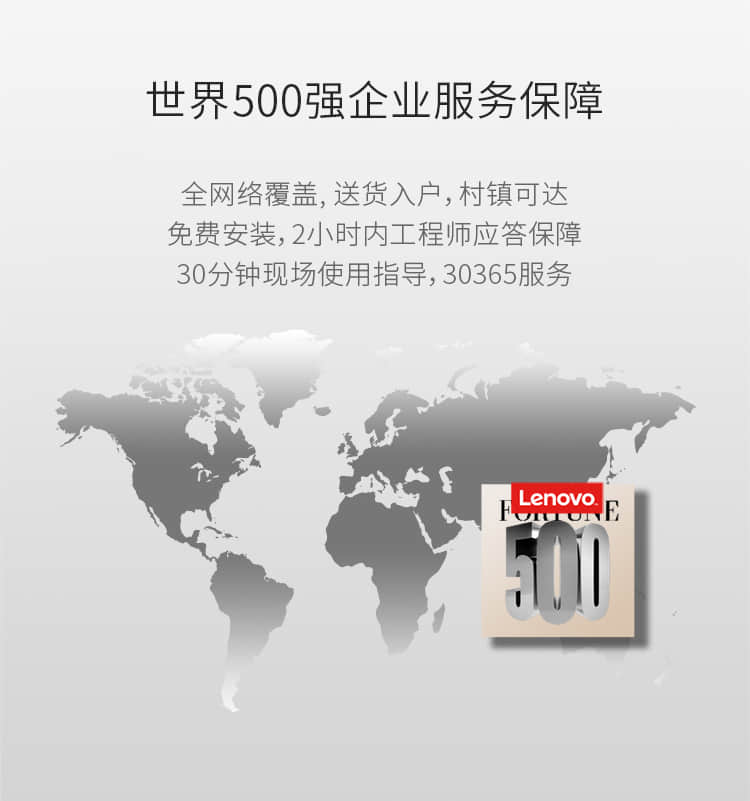 世界500强企业服务保障
全网络覆盖, 送货入户, 村镇可达
免费安装, 2小时内工程师应答保障
30分钟现场使用指导, 30365服务
Lenovo
FORTUNE
500